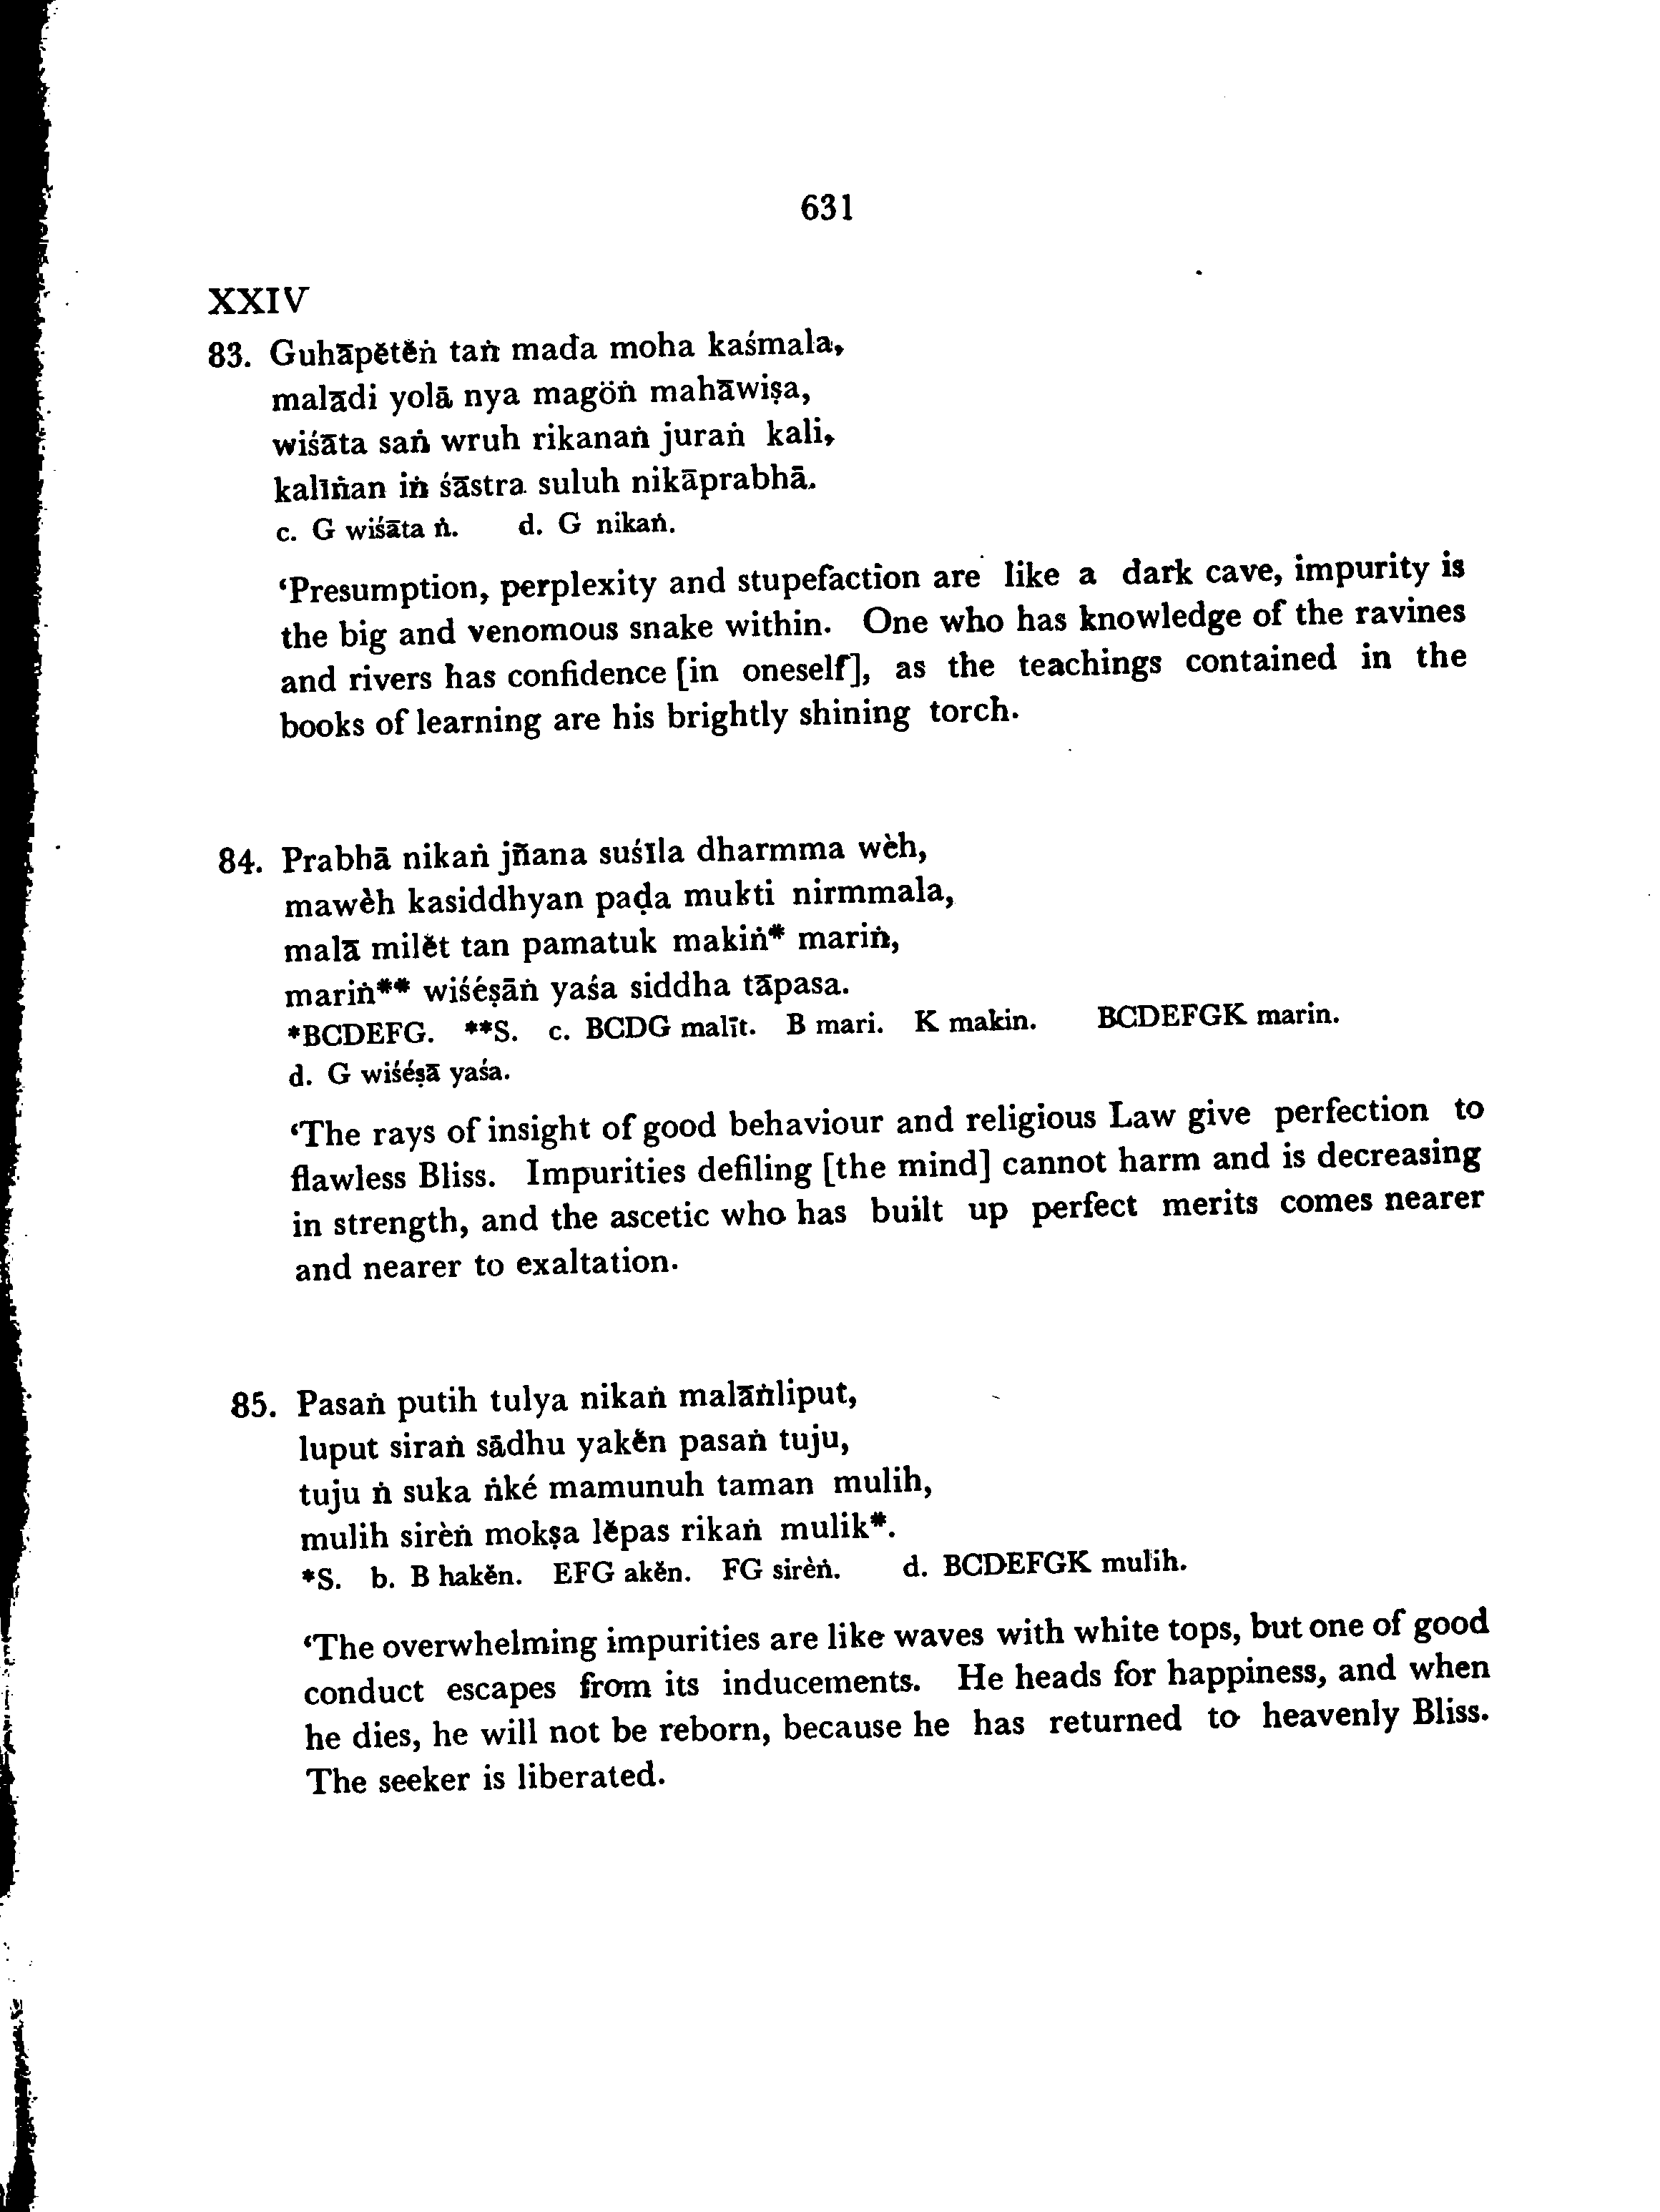 631
XXIV
83. Guhāpĕtĕṅ taṅ mada moha kaśmala,
malādi yolā nya magöṅ mahāwiṣa,
wiśāta saṅ wruh rikanaṅ juraṅ kali,
kalīṅan iṅ śāstra suluh nikāprabhā.
c. G wiśāta ṅ. d. G nikaṅ.
‘Presumption, perplexity and stupefaction are like a dark cave, impurity is
the big and venomous snake within. One who has knowledge of the ravines
and rivers has confidence [in oneself], as the teachings contained in the
books of learning are his brightly shining torch.
84. Prabhā nikaṅ jñana suśīla dharmma wèh,
mawèh kasiddhyan paḍa mukti nirmmala,
malā milĕt tan pamatuk makiṅ* mariṅ,
mariṅ** wiśéṣāṅ yaśa siddha tāpasa.
*BCDEFG. **S. c. BCDG malīt. B mari. K makin. BCDEFGK marin.
d. G wiśéṣā yaśa.
‘The rays of insight of good behaviour and religious Law give perfection to
flawless Bliss. Impurities defiling [the mind] cannot harm and is decreasing
in strength, and the ascetic who has built up perfect merits comes nearer
and nearer to exaltation.
85. Pasaṅ putih tulya nikaṅ malāṅliput,
luput siraṅ sādhu yakĕn pasaṅ tuju,
tuju ṅ suka ṅké mamunuh taman mulih,
mulih sirèṅ mokṣa lĕpas rikaṅ mulik*.
*S. b. B hakĕn. EFG akĕn. FG sirèṅ. d. BCDEFGK mulih.
‘The overwhelming impurities are like waves with white tops, but one of good
conduct escapes from its inducements. He heads for happiness, and when
he dies, he will not be reborn, because he has returned to heavenly Bliss.
The seeker is liberated.